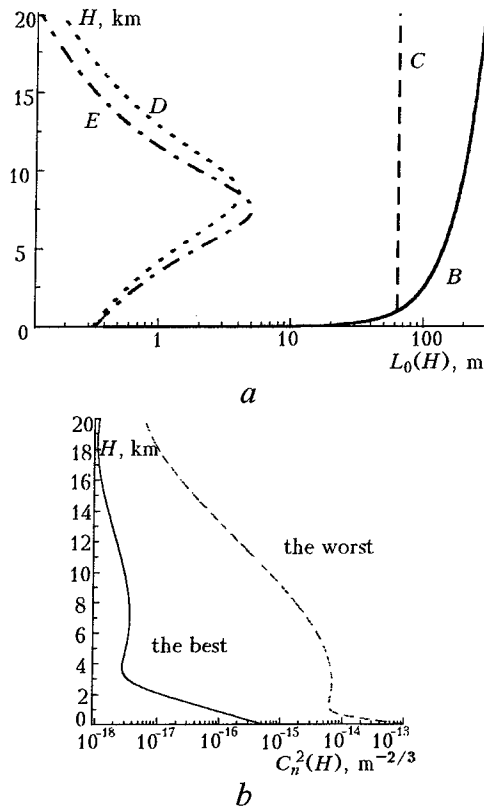 20
H, km
C
D
E
15
10
5
B
0
1
10
100
L₀(H), m
a
20
H, km
18
16
14
12
the worst
10
8
6
the best
4
2
0
10⁻¹⁸
10⁻¹⁷
10⁻¹⁶
10⁻¹⁵
10⁻¹⁴
10⁻¹³
Cₙ²(H), m⁻²/³
b